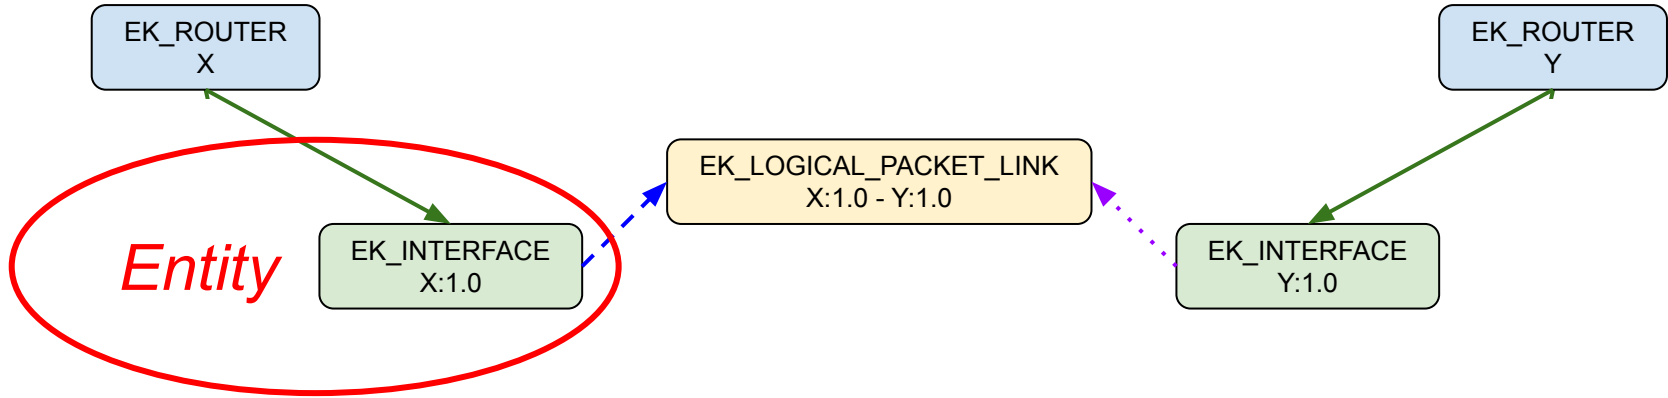 EK_ROUTER
X
EK_ROUTER
Y
EK_LOGICAL_PACKET_LINK
X:1.0 - Y:1.0
Entity
EK_INTERFACE
X:1.0
EK_INTERFACE
Y:1.0